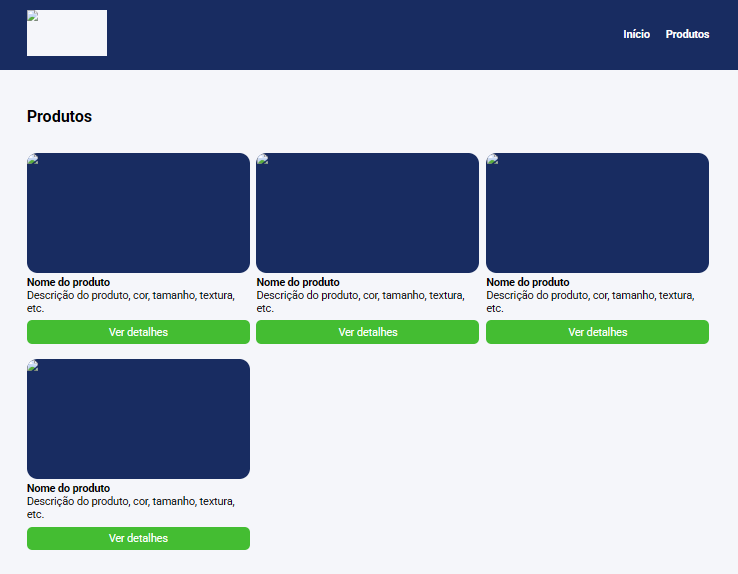 Início Produtos
Produtos
Nome do produto
Descrição do produto, cor, tamanho, textura,
etc.
Ver detalhes
Nome do produto
Descrição do produto, cor, tamanho, textura,
etc.
Ver detalhes
Nome do produto
Descrição do produto, cor, tamanho, textura,
etc.
Ver detalhes
Nome do produto
Descrição do produto, cor, tamanho, textura,
etc.
Ver detalhes